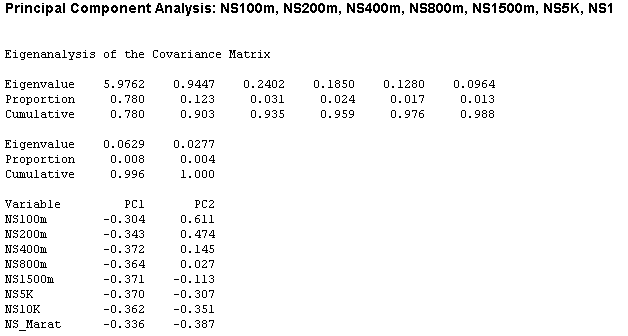 Principal Component Analysis: NS100m, NS200m, NS400m, NS800m, NS1500m, NS5K, NS1
Eigenanalysis of the Covariance Matrix
Eigenvalue 5.9762 0.9447 0.2402 0.1850 0.1280 0.0964
Proportion 0.780 0.123 0.031 0.024 0.017 0.013
Cumulative 0.780 0.903 0.935 0.959 0.976 0.988
Eigenvalue 0.0629 0.0277
Proportion 0.008 0.004
Cumulative 0.996 1.000
Variable PC1 PC2
NS100m -0.304 0.611
NS200m -0.343 0.474
NS400m -0.372 0.145
NS800m -0.364 0.027
NS1500m -0.371 -0.113
NS5K -0.370 -0.307
NS10K -0.362 -0.351
NS_Marat -0.336 -0.387